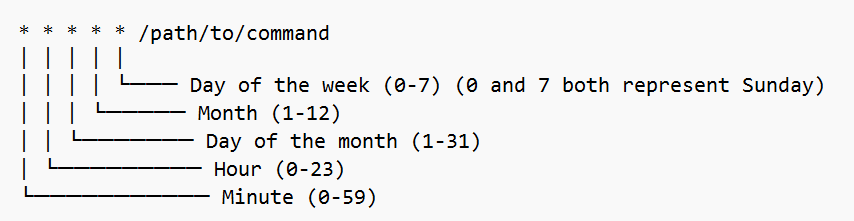 * * * * * /path/to/command
| | | | |
| | | | └──── Day of the week (0-7) (0 and 7 both represent Sunday)
| | | └────── Month (1-12)
| | └──────── Day of the month (1-31)
| └────────── Hour (0-23)
└──────────── Minute (0-59)